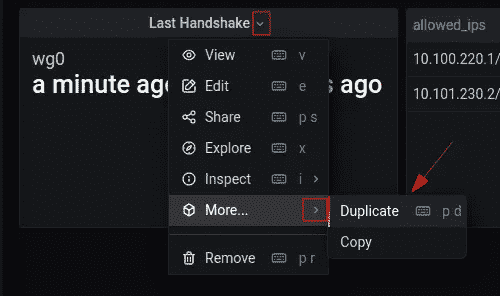 Last Handshake
allowed_ips
wg0
a minute ag
s ago
10.100.220.1/
10.101.230.2/
View v
Edit e
Share p s
Explore x
Inspect i
More...
Duplicate p d
Copy
Remove p r